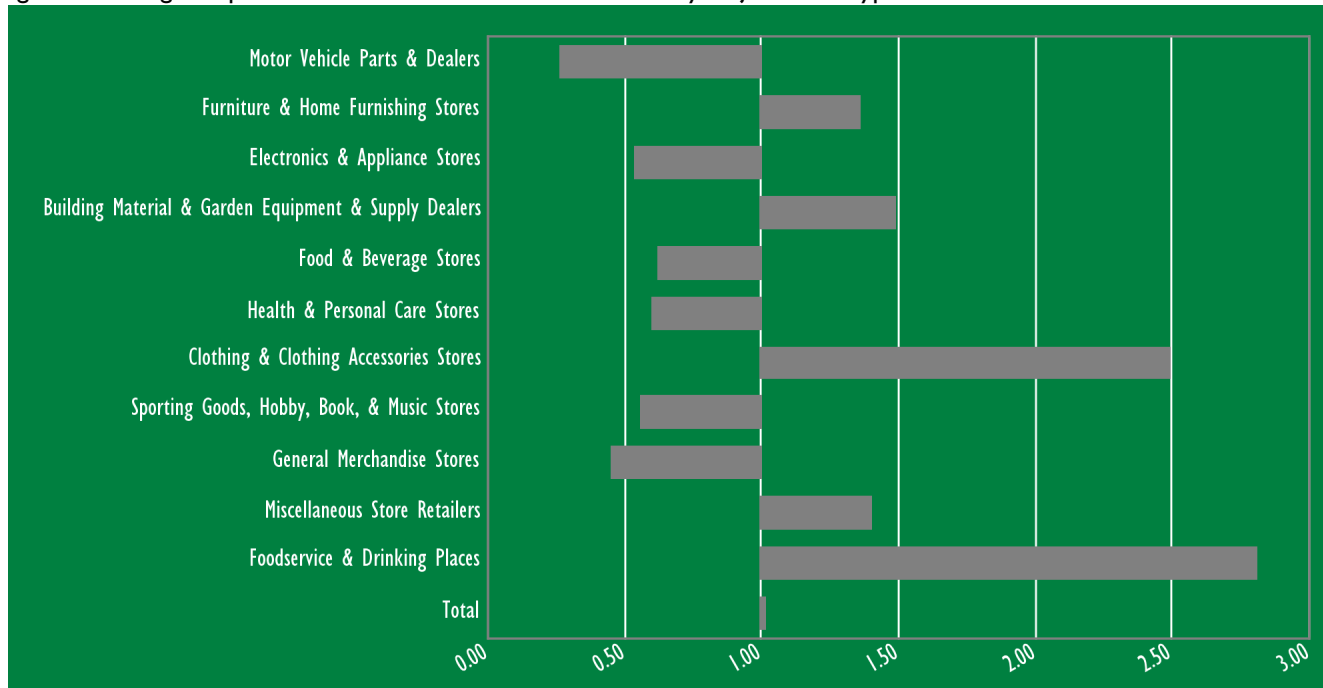 Motor Vehicle Parts & Dealers
Furniture & Home Furnishing Stores
Electronics & Appliance Stores
Building Material & Garden Equipment & Supply Dealers
Food & Beverage Stores
Health & Personal Care Stores
Clothing & Clothing Accessories Stores
Sporting Goods, Hobby, Book, & Music Stores
General Merchandise Stores
Miscellaneous Store Retailers
Foodservice & Drinking Places
Total
0.00 0.50 1.00 1.50 2.00 2.50 3.00